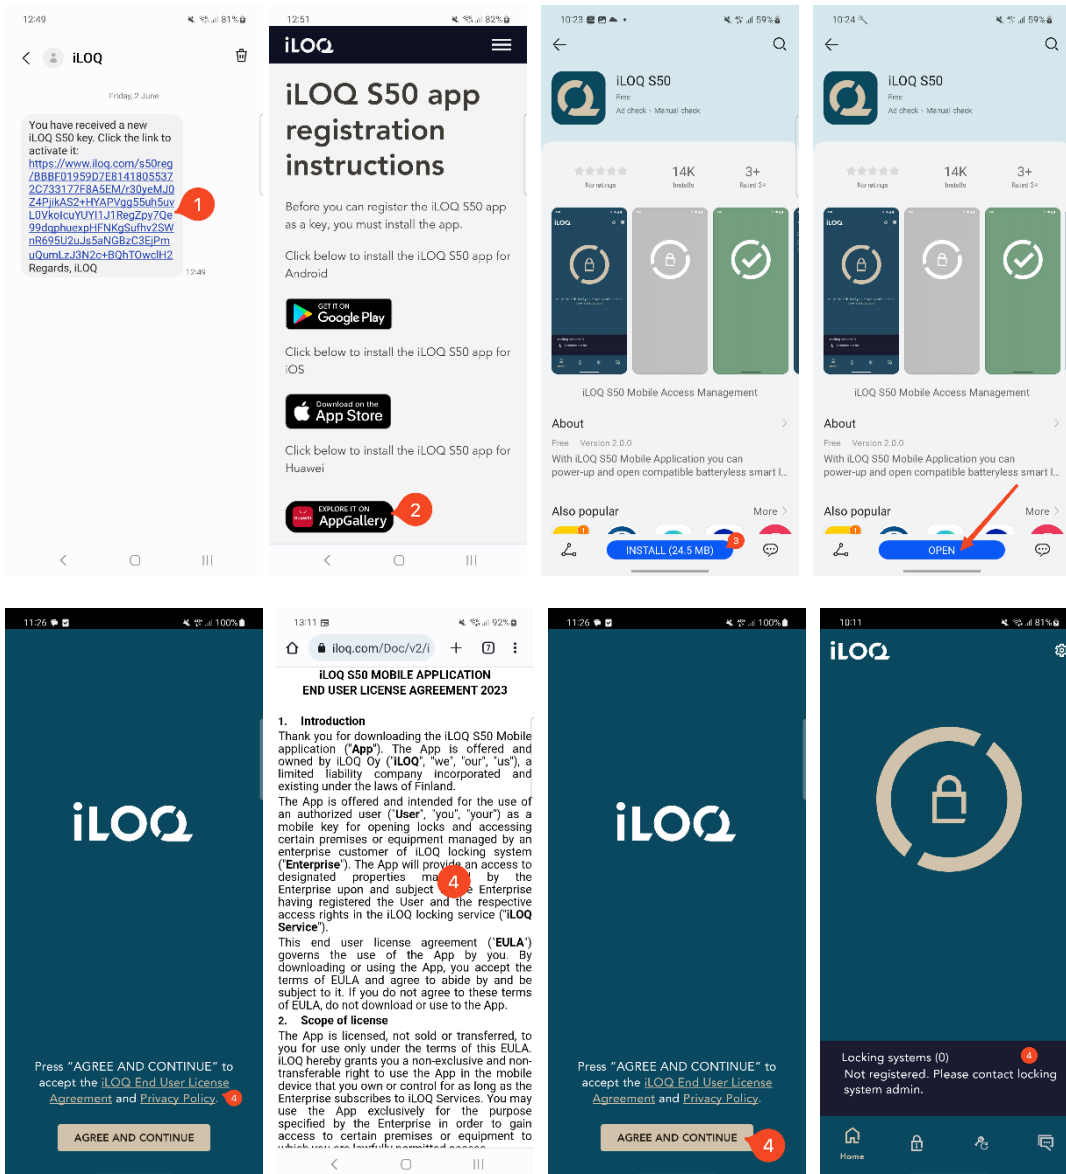 12:49
81%
iLOQ
Friday, 2 June
You have received a new
iLOQ S50 key. Click the link to
activate it:
https://www.iloq.com/s50reg
/BBBF01959D7E8141805537
2C733177F8A5EM/r30yeMJ0
Z4PjikAS2+HYAPVgg55uh5uv
L0VkoIcuYUYI1J1RegZpy7Qe
99dqphuexpHFNKgSufhv2SW
nR695U2uJs5aNGBzC3EjPm
uQumLzJ3N2c+BQhTOwclH2
Regards, iLOQ
12:49
1
12:51
82%
iLOQ
iLOQ S50 app
registration
instructions
Before you can register the iLOQ S50 app
as a key, you must install the app.
Click below to install the iLOQ S50 app for
Android
GET IT ON
Google Play
Click below to install the iLOQ S50 app for
iOS
Download on the
App Store
Click below to install the iLOQ S50 app for
Huawei
HUAWEI
EXPLORE IT ON
AppGallery
2
10:23
59%
iLOQ S50
Free
Ad check · Manual check
14K
3+
No ratings
Installs
Rated 3+
iLOQ S50 Mobile Access Management
About
Free Version 2.0.0
With iLOQ S50 Mobile Application you can
power-up and open compatible batteryless smart l...
Also popular
More
1
INSTALL (24.5 MB)
3
10:24
59%
iLOQ S50
Free
Ad check · Manual check
14K
3+
No ratings
Installs
Rated 3+
iLOQ S50 Mobile Access Management
About
Free Version 2.0.0
With iLOQ S50 Mobile Application you can
power-up and open compatible batteryless smart l...
Also popular
More
1
OPEN
11:26
100%
iLOQ
Press “AGREE AND CONTINUE” to
accept the iLOQ End User License
Agreement and Privacy Policy.
4
AGREE AND CONTINUE
13:11
92%
iloq.com/Doc/v2/i
7
iLOQ S50 MOBILE APPLICATION
END USER LICENSE AGREEMENT 2023
1. Introduction
Thank you for downloading the iLOQ S50 Mobile
application ("App"). The App is offered and
owned by iLOQ Oy ("iLOQ", "we", "our", "us"), a
limited liability company incorporated and
existing under the laws of Finland.
The App is offered and intended for the use of
an authorized user ("User", "you", "your") as a
mobile key for opening locks and accessing
certain premises or equipment managed by an
enterprise customer of iLOQ locking system
("Enterprise"). The App will provide an access to
designated properties by the
Enterprise upon and subject Enterprise
having registered the User and the respective
access rights in the iLOQ locking service ("iLOQ
Service").
This end user license agreement ("EULA")
governs the use of the App by you. By
downloading or using the App, you accept the
terms of EULA and agree to abide by and be
subject to it. If you do not agree to these terms
of EULA, do not download or use to the App.
2. Scope of license
The App is licensed, not sold or transferred, to
you for use only under the terms of this EULA.
iLOQ hereby grants you a non-exclusive and non-
transferable right to use the App in the mobile
device that you own or control for as long as the
Enterprise subscribes to iLOQ Services. You may
use the App exclusively for the purpose
specified by the Enterprise in order to gain
access to certain premises or equipment to
4
11:26
100%
iLOQ
Press “AGREE AND CONTINUE” to
accept the iLOQ End User License
Agreement and Privacy Policy.
AGREE AND CONTINUE
4
10:11
81%
iLOQ
Locking systems (0)
4
Not registered. Please contact locking
system admin.
Home